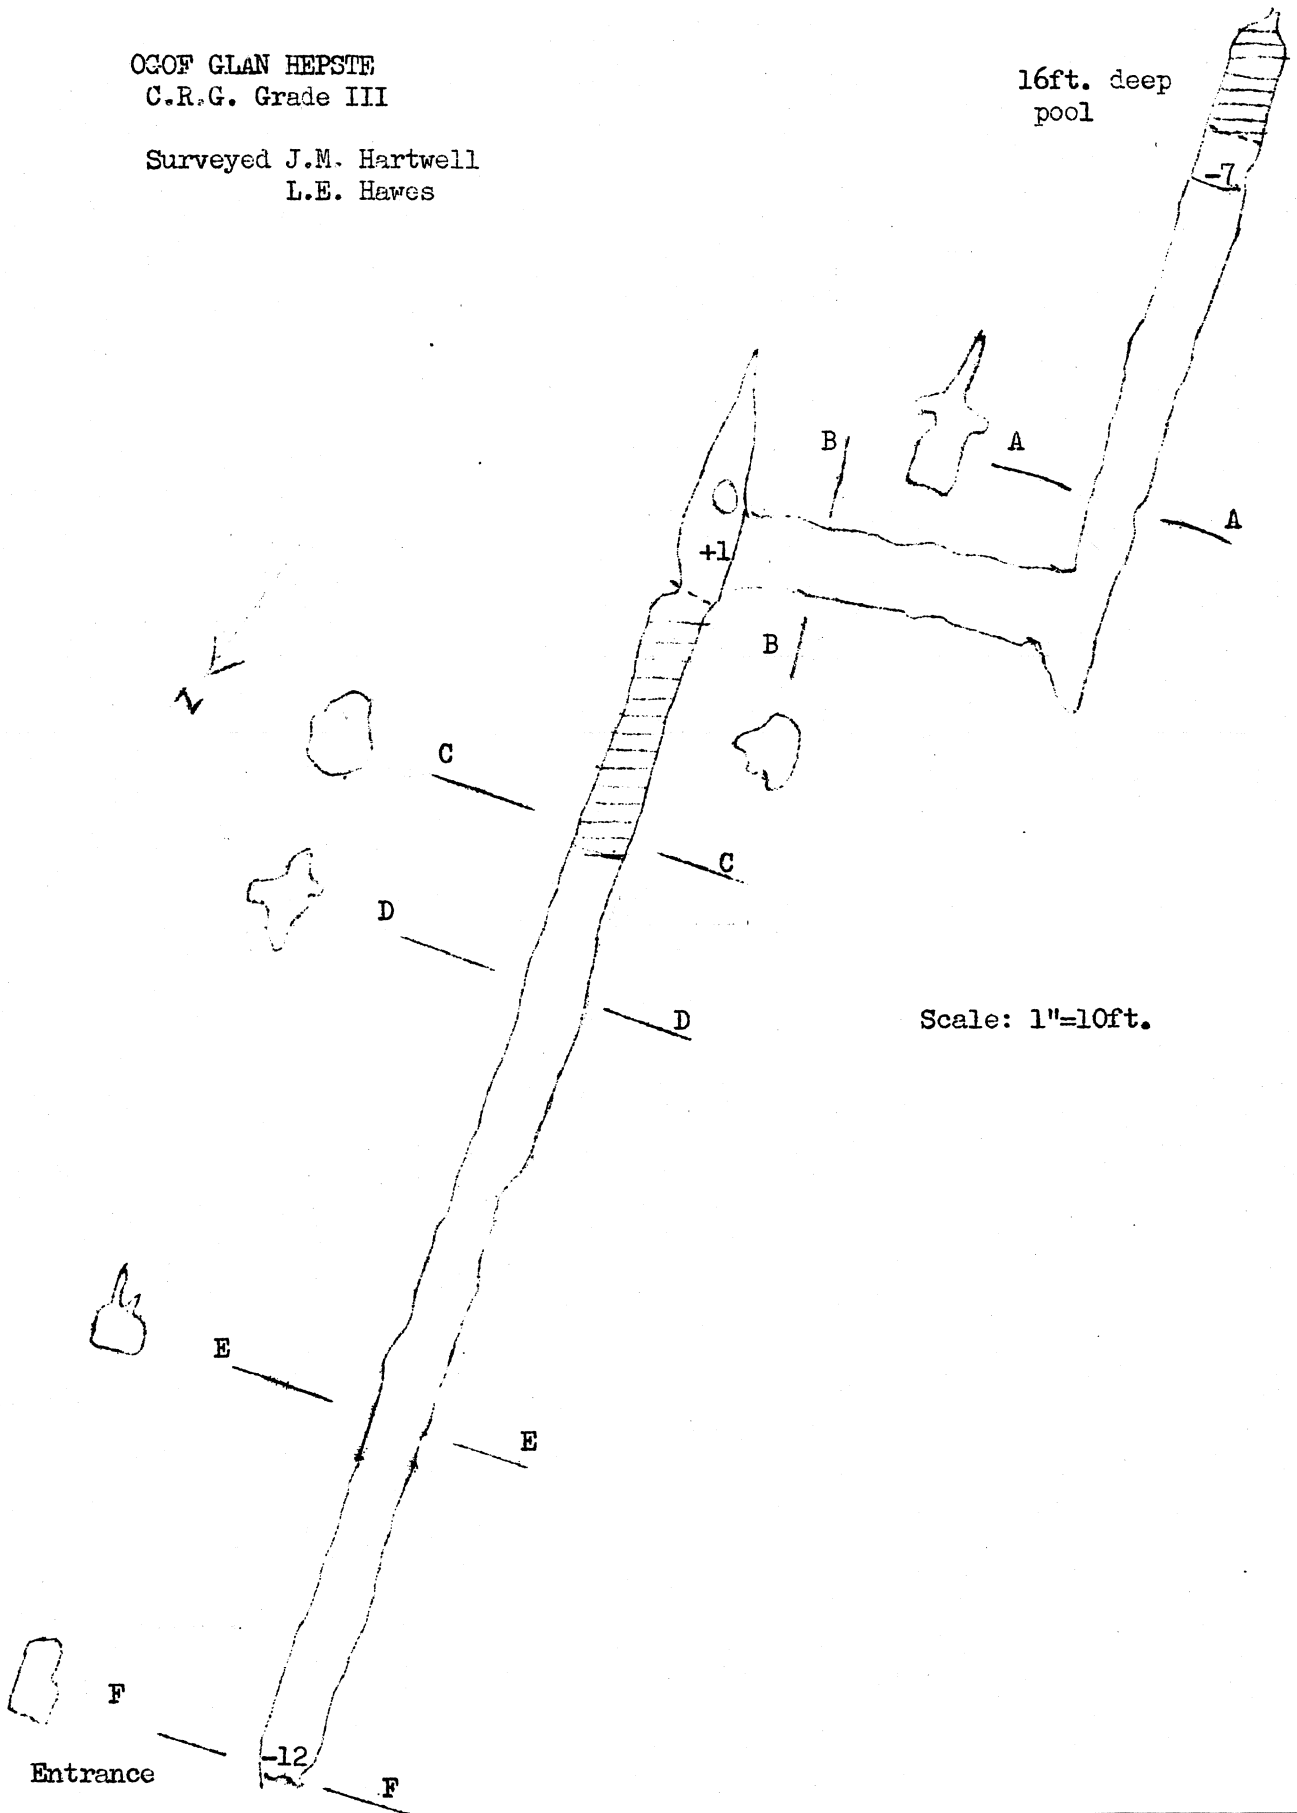 OGOF GLAN HEPSTE
C.R.G. Grade III
Surveyed J.M. Hartwell
L.E. Hawes
16ft. deep
pool
-7
A
A
B
+1
B
N
C
C
D
D
Scale: 1"=10ft.
E
E
F
-12
Entrance
F